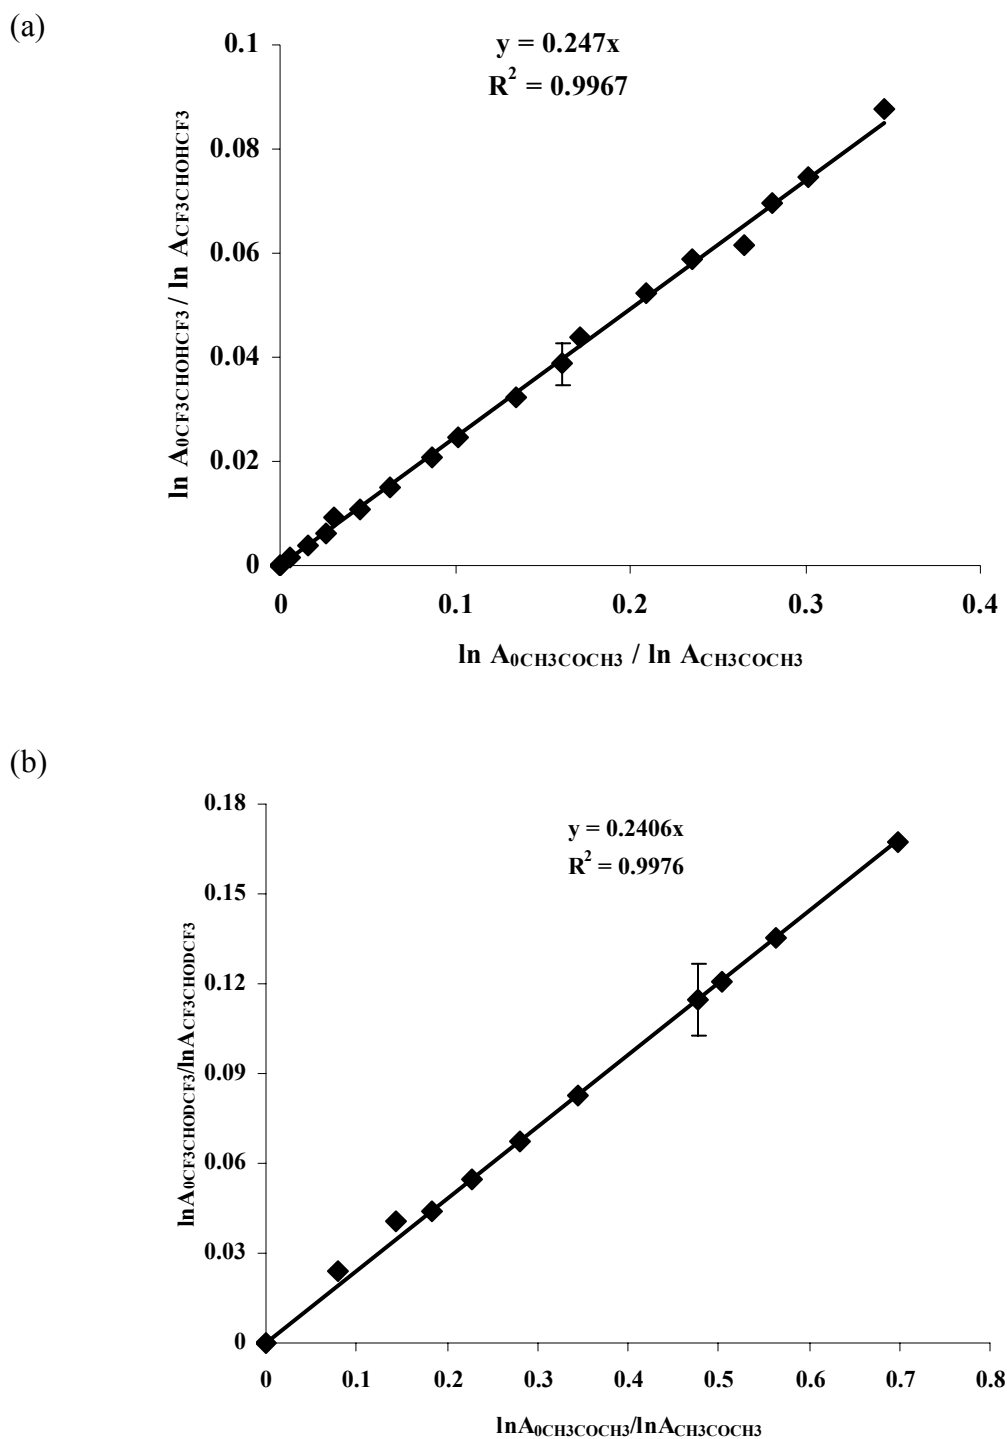 (a)
y = 0.247x
R² = 0.9967
0.1
0.08
0.06
0.04
0.02
0
0 0.1 0.2 0.3 0.4
ln A0CF3CHOHCF3 / ln ACF3CHOHCF3
ln A0CH3COCH3 / ln ACH3COCH3
(b)
y = 0.2406x
R² = 0.9976
0.18
0.15
0.12
0.09
0.06
0.03
0
0 0.1 0.2 0.3 0.4 0.5 0.6 0.7 0.8
lnA0CF3CHODCF3/lnACF3CHODCF3
lnA0CH3COCH3/lnACH3COCH3